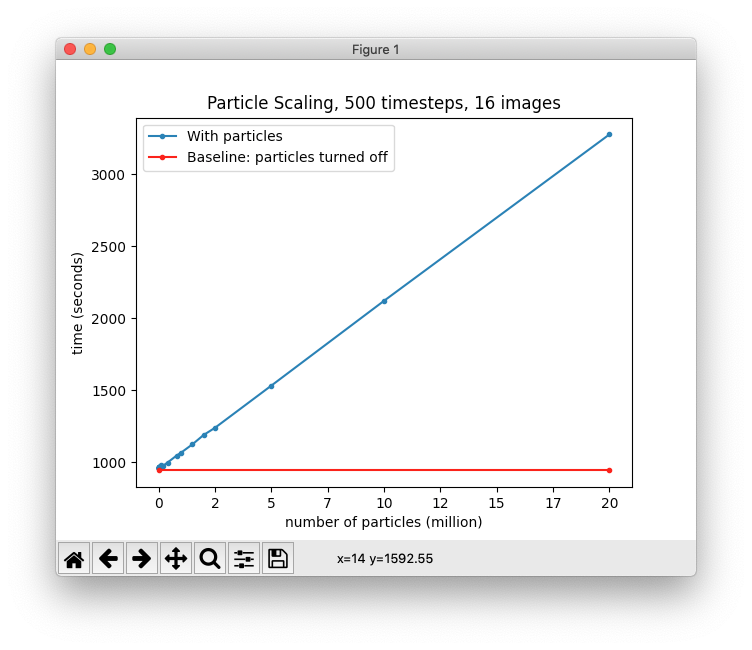 Figure 1
Particle Scaling, 500 timesteps, 16 images
With particles
Baseline: particles turned off
3000
2500
2000
1500
1000
time (seconds)
0 2 5 7 10 12 15 17 20
number of particles (million)
x=14 y=1592.55